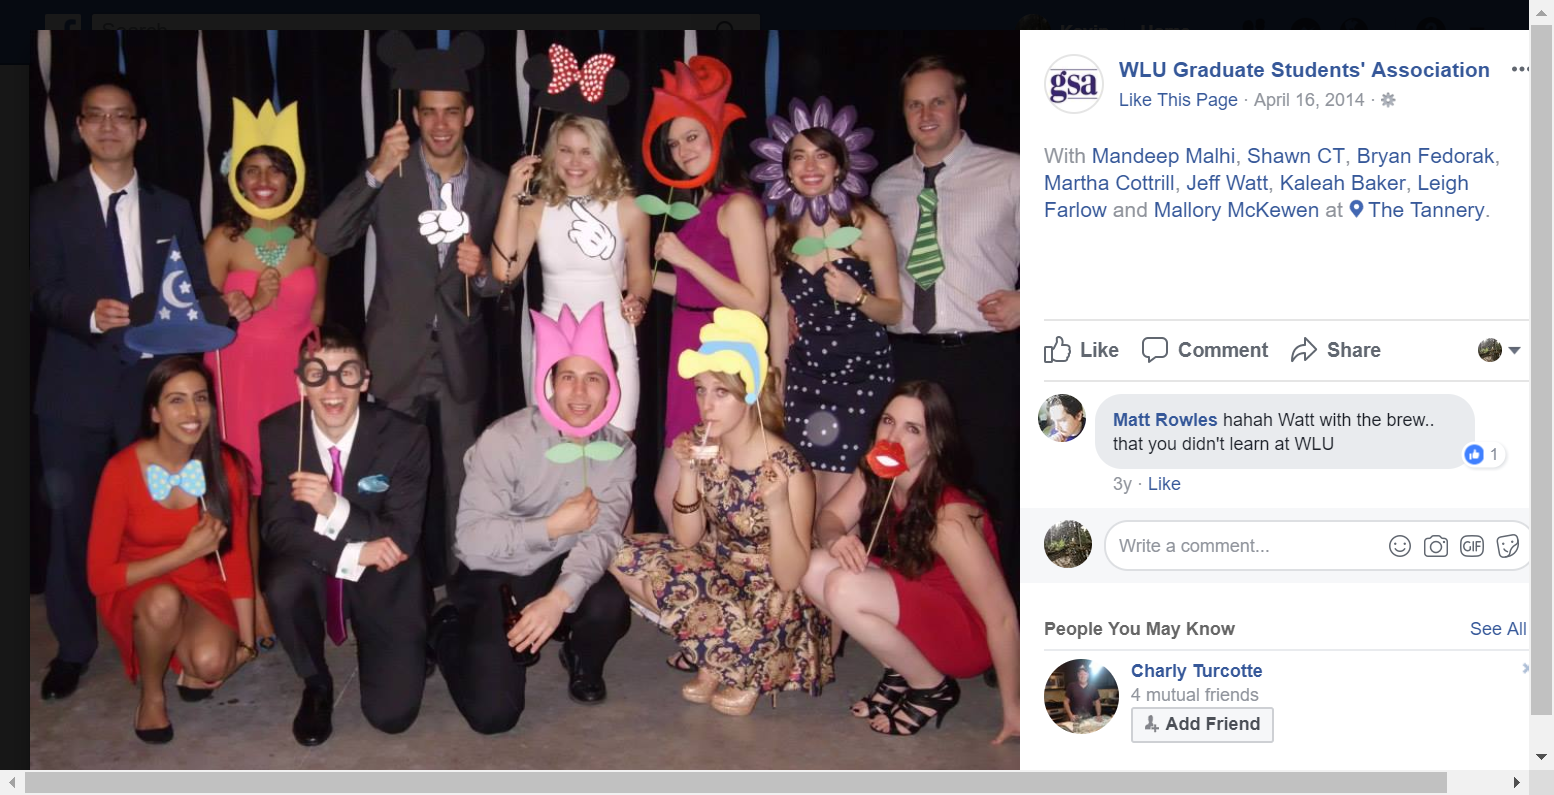 Search
WLU Graduate Students' Association
gsa
Like This Page · April 16, 2014 ·
With Mandeep Malhi, Shawn CT, Bryan Fedorak,
Martha Cottrill, Jeff Watt, Kaleah Baker, Leigh
Farlow and Mallory McKewen at The Tannery.
Like Comment Share
Matt Rowles hahah Watt with the brew..
that you didn't learn at WLU
1
3y · Like
Write a comment...
GIF
People You May Know
See All
Charly Turcotte
4 mutual friends
Add Friend